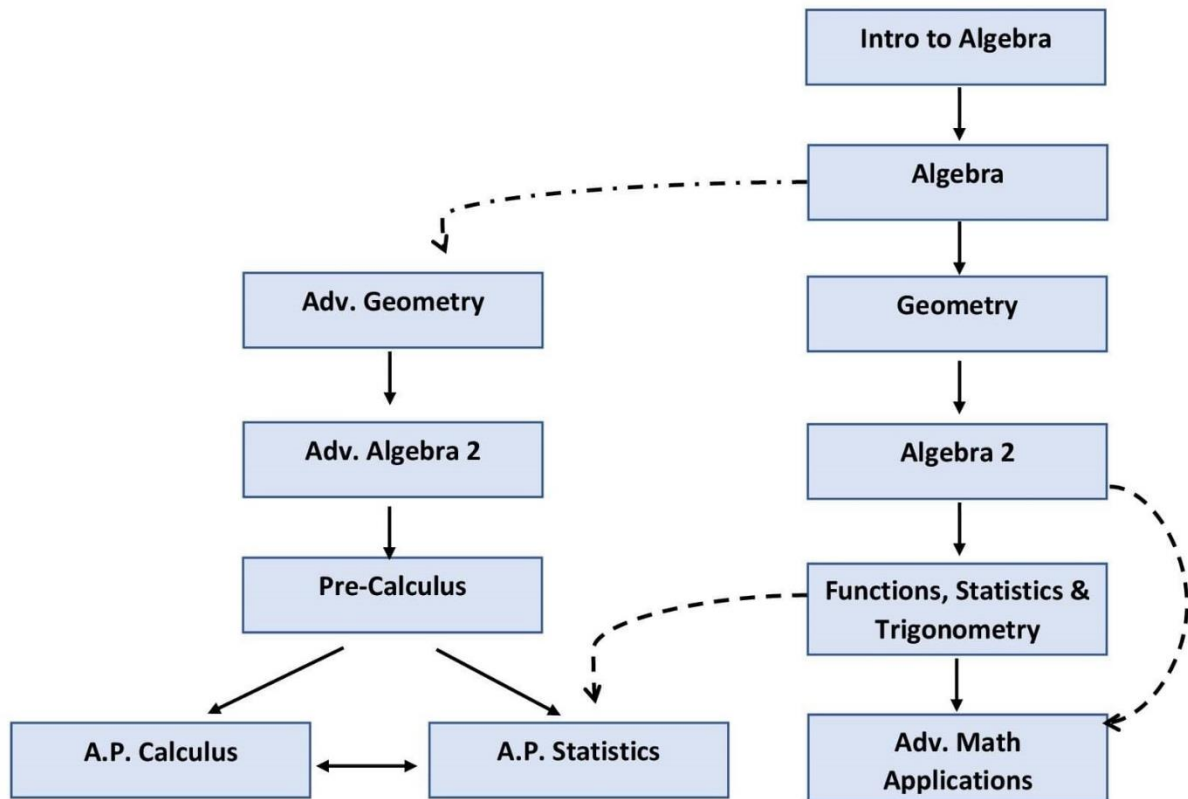 Intro to Algebra
Algebra
Adv. Geometry
Geometry
Adv. Algebra 2
Algebra 2
Pre-Calculus
Functions, Statistics &
Trigonometry
A.P. Calculus
A.P. Statistics
Adv. Math
Applications